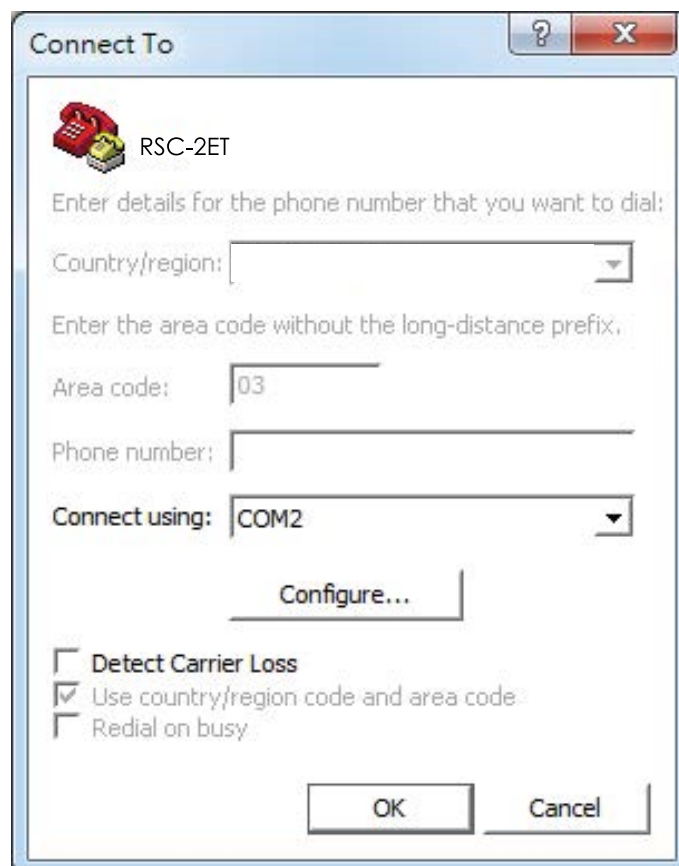 Connect To
RSC-2ET
Enter details for the phone number that you want to dial:
Country/region:
Enter the area code without the long-distance prefix.
Area code: 03
Phone number:
Connect using: COM2
Configure...
Detect Carrier Loss
Use country/region code and area code
Redial on busy
OK Cancel